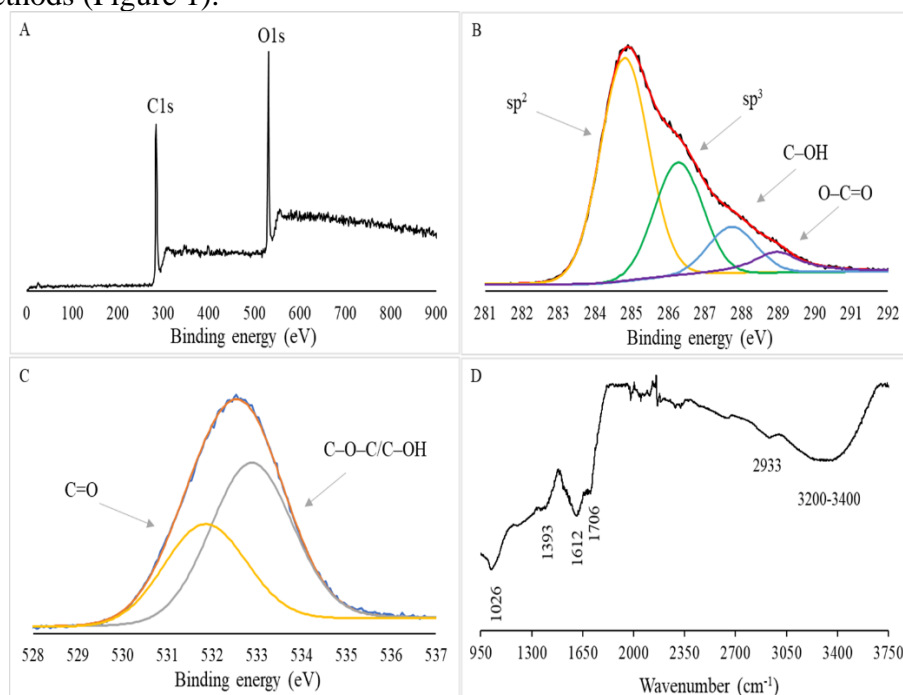 ethods (Figure 1).
A
O1s
C1s
0 100 200 300 400 500 600 700 800 900
Binding energy (eV)
B
sp²
sp³
C–OH
O–C=O
281 282 283 284 285 286 287 288 289 290 291 292
Binding energy (eV)
C
C=O
C–O–C/C–OH
528 529 530 531 532 533 534 535 536 537
Binding energy (eV)
D
2933
3200-3400
1393
1612
1706
1026
950 1300 1650 2000 2350 2700 3050 3400 3750
Wavenumber (cm⁻¹)